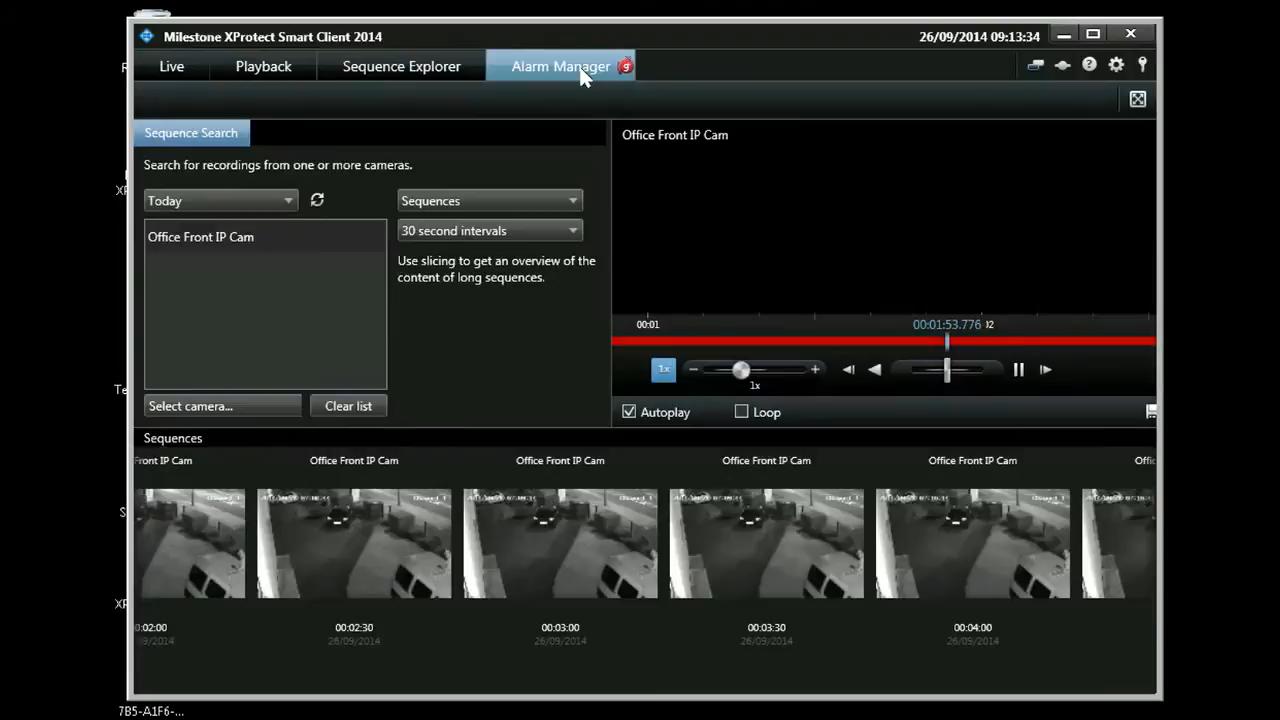 Milestone XProtect Smart Client 2014
26/09/2014 09:13:34
Live
Playback
Sequence Explorer
Alarm Manager
9
Sequence Search
Search for recordings from one or more cameras.
Today
Sequences
Office Front IP Cam
30 second intervals
Use slicing to get an overview of the
content of long sequences.
Select camera...
Clear list
Office Front IP Cam
00:01
00:01:53.776
1x
1x
Autoplay
Loop
Sequences
Front IP Cam
Office Front IP Cam
Office Front IP Cam
Office Front IP Cam
Office Front IP Cam
Offic
0:02:00
00:02:30
00:03:00
00:03:30
00:04:00
/09/2014
26/09/2014
26/09/2014
26/09/2014
26/09/2014
7B5-A1F6-...